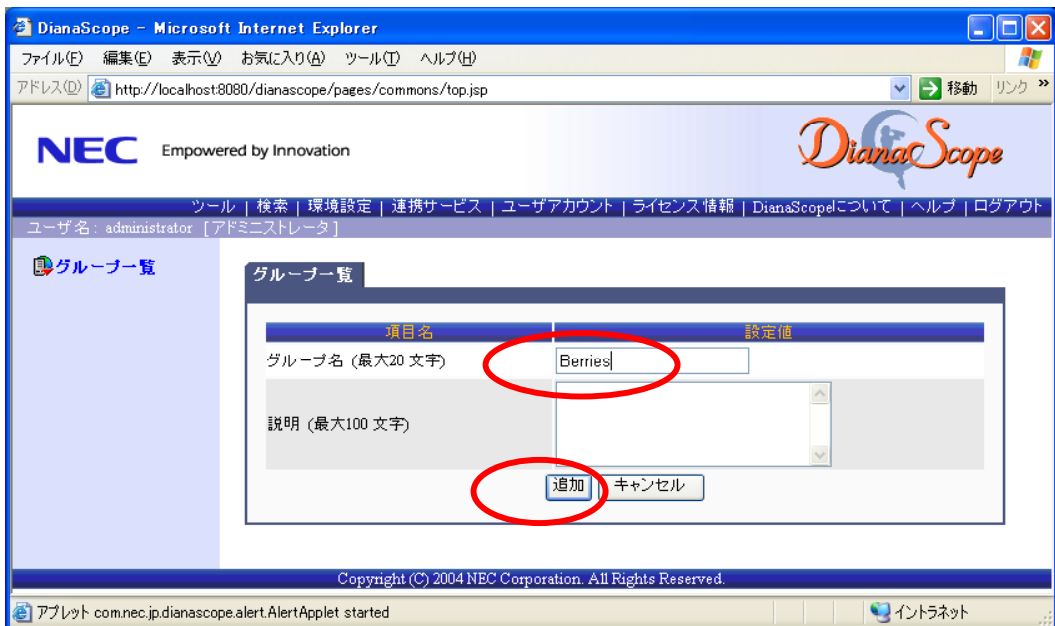 DianaScope - Microsoft Internet Explorer
ファイル(F) 編集(E) 表示(V) お気に入り(A) ツール(T) ヘルプ(H)
アドレス(D) http://localhost:8080/dianascope/pages/commons/top.jsp 移動 リンク »
NEC Empowered by Innovation DianaScope
ツール | 検索 | 環境設定 | 連携サービス | ユーザアカウント | ライセンス情報 | DianaScopeについて | ヘルプ | ログアウト
ユーザ名 : administrator [アドミニストレータ]
グループ一覧
グループ一覧
項目名 設定値
グループ名 (最大20 文字) Berries
説明 (最大100 文字)
追加 キャンセル
Copyright (C) 2004 NEC Corporation. All Rights Reserved.
アプレット com.nec.jp.dianascope.alert.AlertApplet started イントラネット